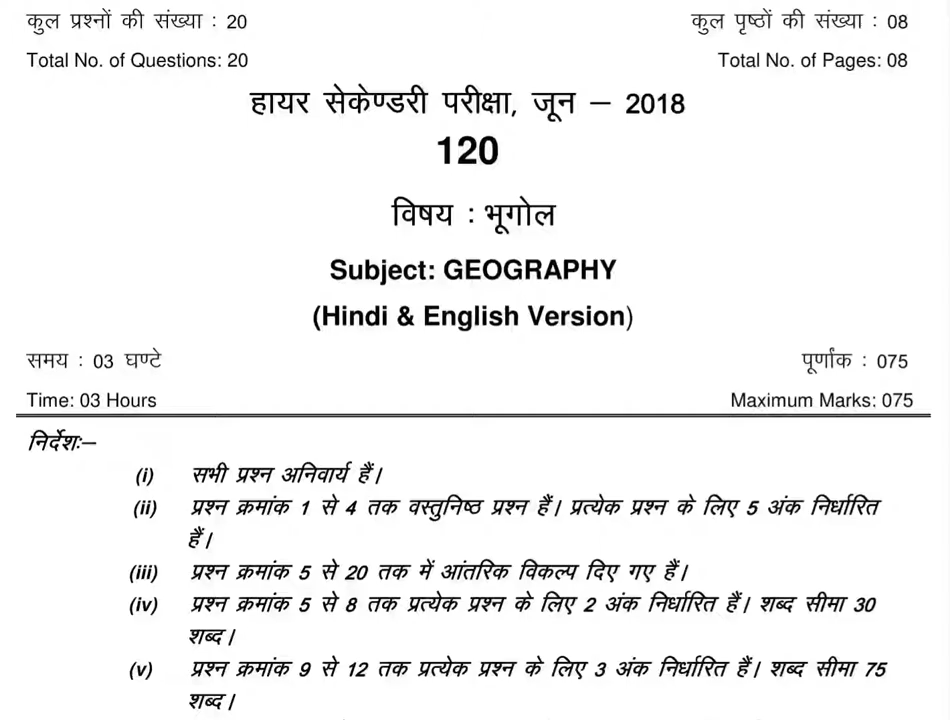 कुल प्रश्नों की संख्या : 20
कुल पृष्ठों की संख्या : 08
Total No. of Questions: 20
Total No. of Pages: 08
हायर सेकेण्डरी परीक्षा, जून – 2018
120
विषय : भूगोल
Subject: GEOGRAPHY
(Hindi & English Version)
समय : 03 घण्टे
पूर्णांक : 075
Time: 03 Hours
Maximum Marks: 075
निर्देशः–
(i) सभी प्रश्न अनिवार्य हैं।
(ii) प्रश्न क्रमांक 1 से 4 तक वस्तुनिष्ठ प्रश्न हैं। प्रत्येक प्रश्न के लिए 5 अंक निर्धारित
हैं।
(iii) प्रश्न क्रमांक 5 से 20 तक में आंतरिक विकल्प दिए गए हैं।
(iv) प्रश्न क्रमांक 5 से 8 तक प्रत्येक प्रश्न के लिए 2 अंक निर्धारित हैं। शब्द सीमा 30
शब्द।
(v) प्रश्न क्रमांक 9 से 12 तक प्रत्येक प्रश्न के लिए 3 अंक निर्धारित हैं। शब्द सीमा 75
शब्द।